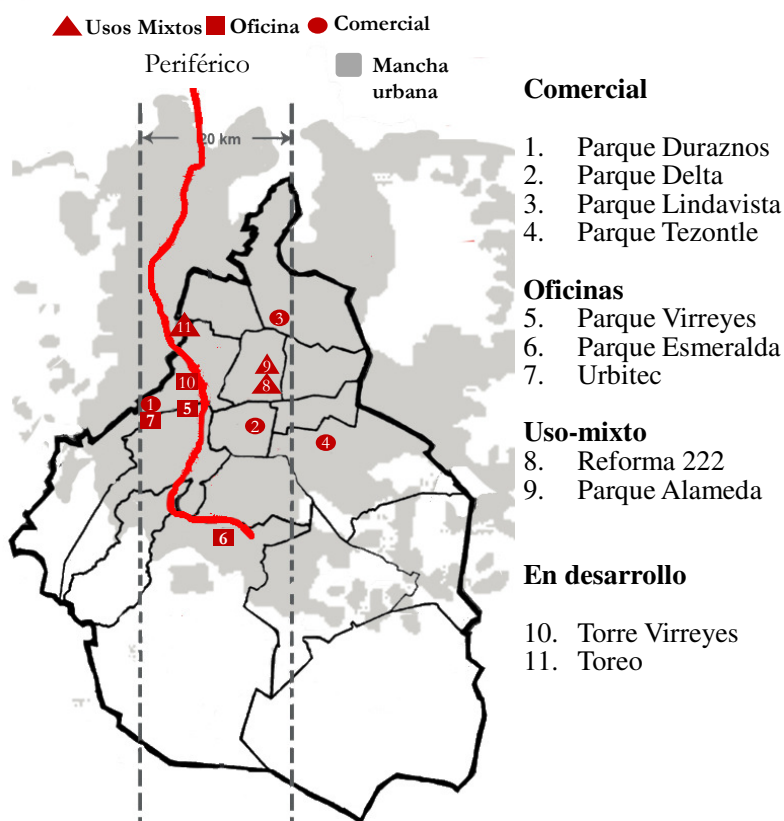 Usos Mixtos Oficina Comercial
Periférico
Mancha
urbana
20 km
3
11
9
10
8
1
5
7
2
4
6
Comercial
1. Parque Duraznos
2. Parque Delta
3. Parque Lindavista
4. Parque Tezontle
Oficinas
5. Parque Virreyes
6. Parque Esmeralda
7. Urbitec
Uso-mixto
8. Reforma 222
9. Parque Alameda
En desarrollo
10. Torre Virreyes
11. Toreo